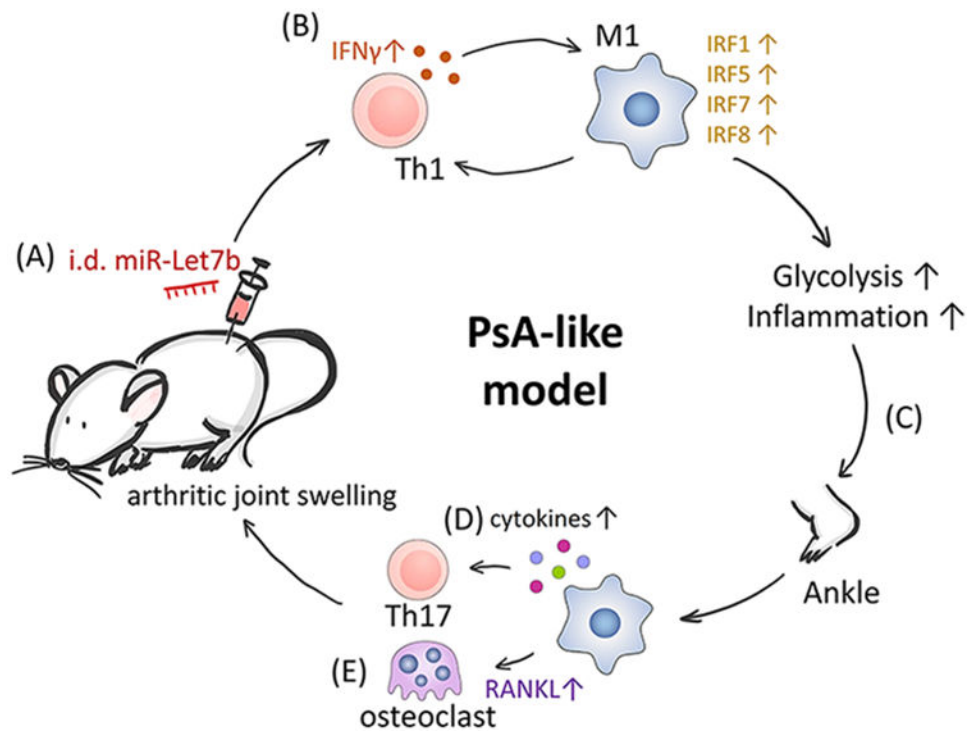 (A) i.d. miR-Let7b
(B)
IFNγ↑
Th1
M1
IRF1 ↑
IRF5 ↑
IRF7 ↑
IRF8 ↑
Glycolysis ↑
Inflammation ↑
(C)
Ankle
PsA-like
model
(D) cytokines ↑
Th17
(E)
RANKL↑
osteoclast
arthritic joint swelling